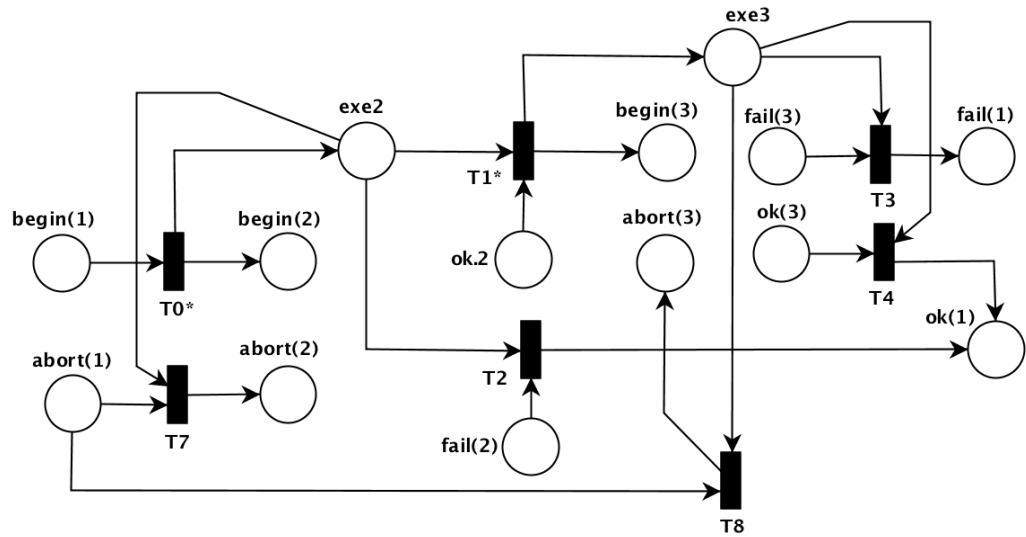 exe3
exe2
begin(3)
fail(3)
fail(1)
T1*
T3
begin(1)
begin(2)
abort(3)
ok(3)
ok.2
T0*
T4
ok(1)
abort(1)
abort(2)
T2
T7
fail(2)
T8